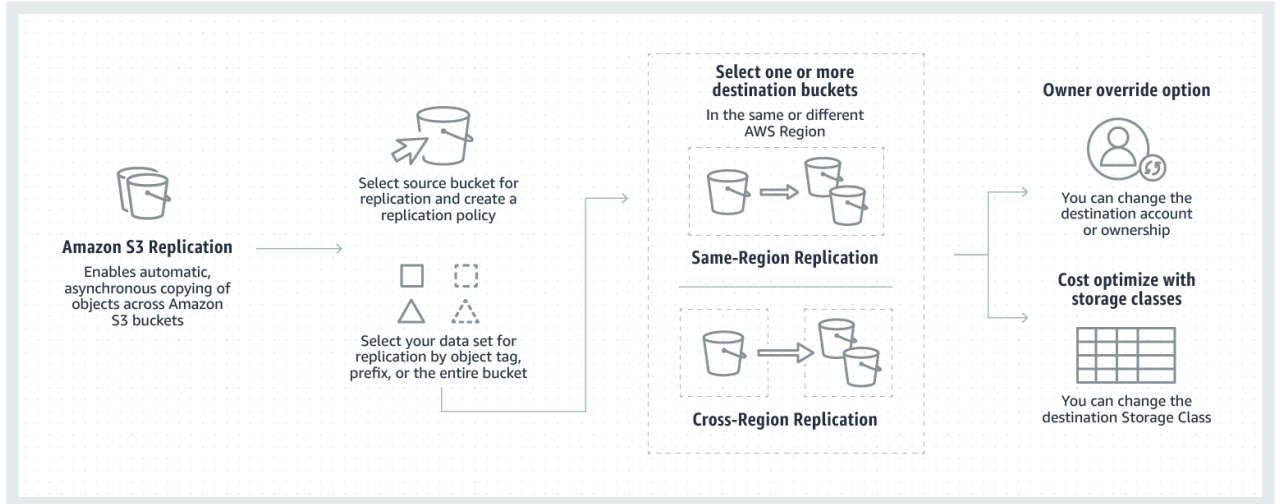 Amazon S3 Replication
Enables automatic,
asynchronous copying of
objects across Amazon
S3 buckets
Select source bucket for
replication and create a
replication policy
Select your data set for
replication by object tag,
prefix, or the entire bucket
Select one or more
destination buckets
In the same or different
AWS Region
Same-Region Replication
Cross-Region Replication
Owner override option
You can change the
destination account
or ownership
Cost optimize with
storage classes
You can change the
destination Storage Class